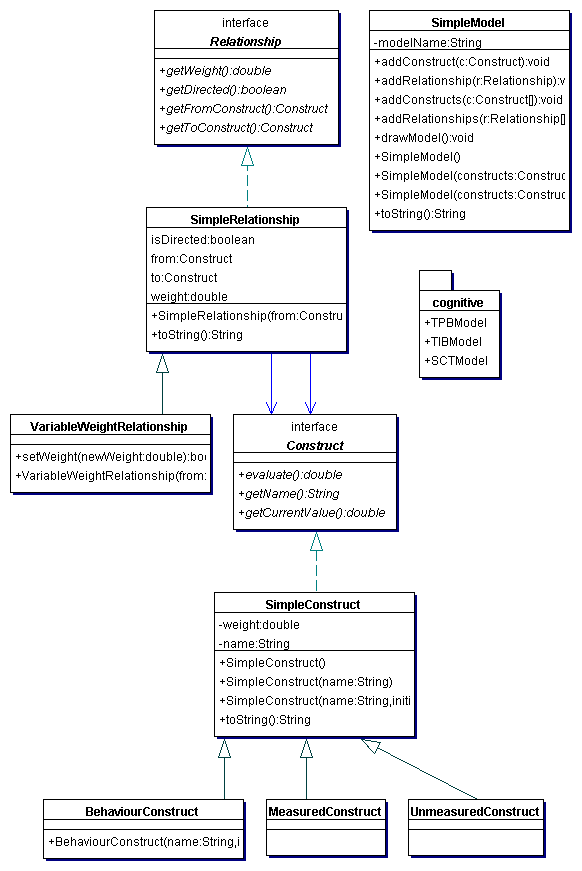 interface
Relationship
+getWeight():double
+getDirected():boolean
+getFromConstruct():Construct
+getToConstruct():Construct
SimpleModel
-modelName:String
+addConstruct(c:Construct):void
+addRelationship(r:Relationship):v
+addConstructs(c:Construct[]):void
+addRelationships(r:Relationship[]
+drawModel():void
+SimpleModel()
+SimpleModel(constructs:Construc
+SimpleModel(constructs:Construc
+toString():String
SimpleRelationship
isDirected:boolean
from:Construct
to:Construct
weight:double
+SimpleRelationship(from:Constru
+toString():String
cognitive
+TPBModel
+TIBModel
+SCTModel
VariableWeightRelationship
+setWeight(newWeight:double):boo
+VariableWeightRelationship(from:
interface
Construct
+evaluate():double
+getName():String
+getCurrentValue():double
SimpleConstruct
-weight:double
-name:String
+SimpleConstruct()
+SimpleConstruct(name:String)
+SimpleConstruct(name:String,initi
+toString():String
BehaviourConstruct
+BehaviourConstruct(name:String,i
MeasuredConstruct
UnmeasuredConstruct